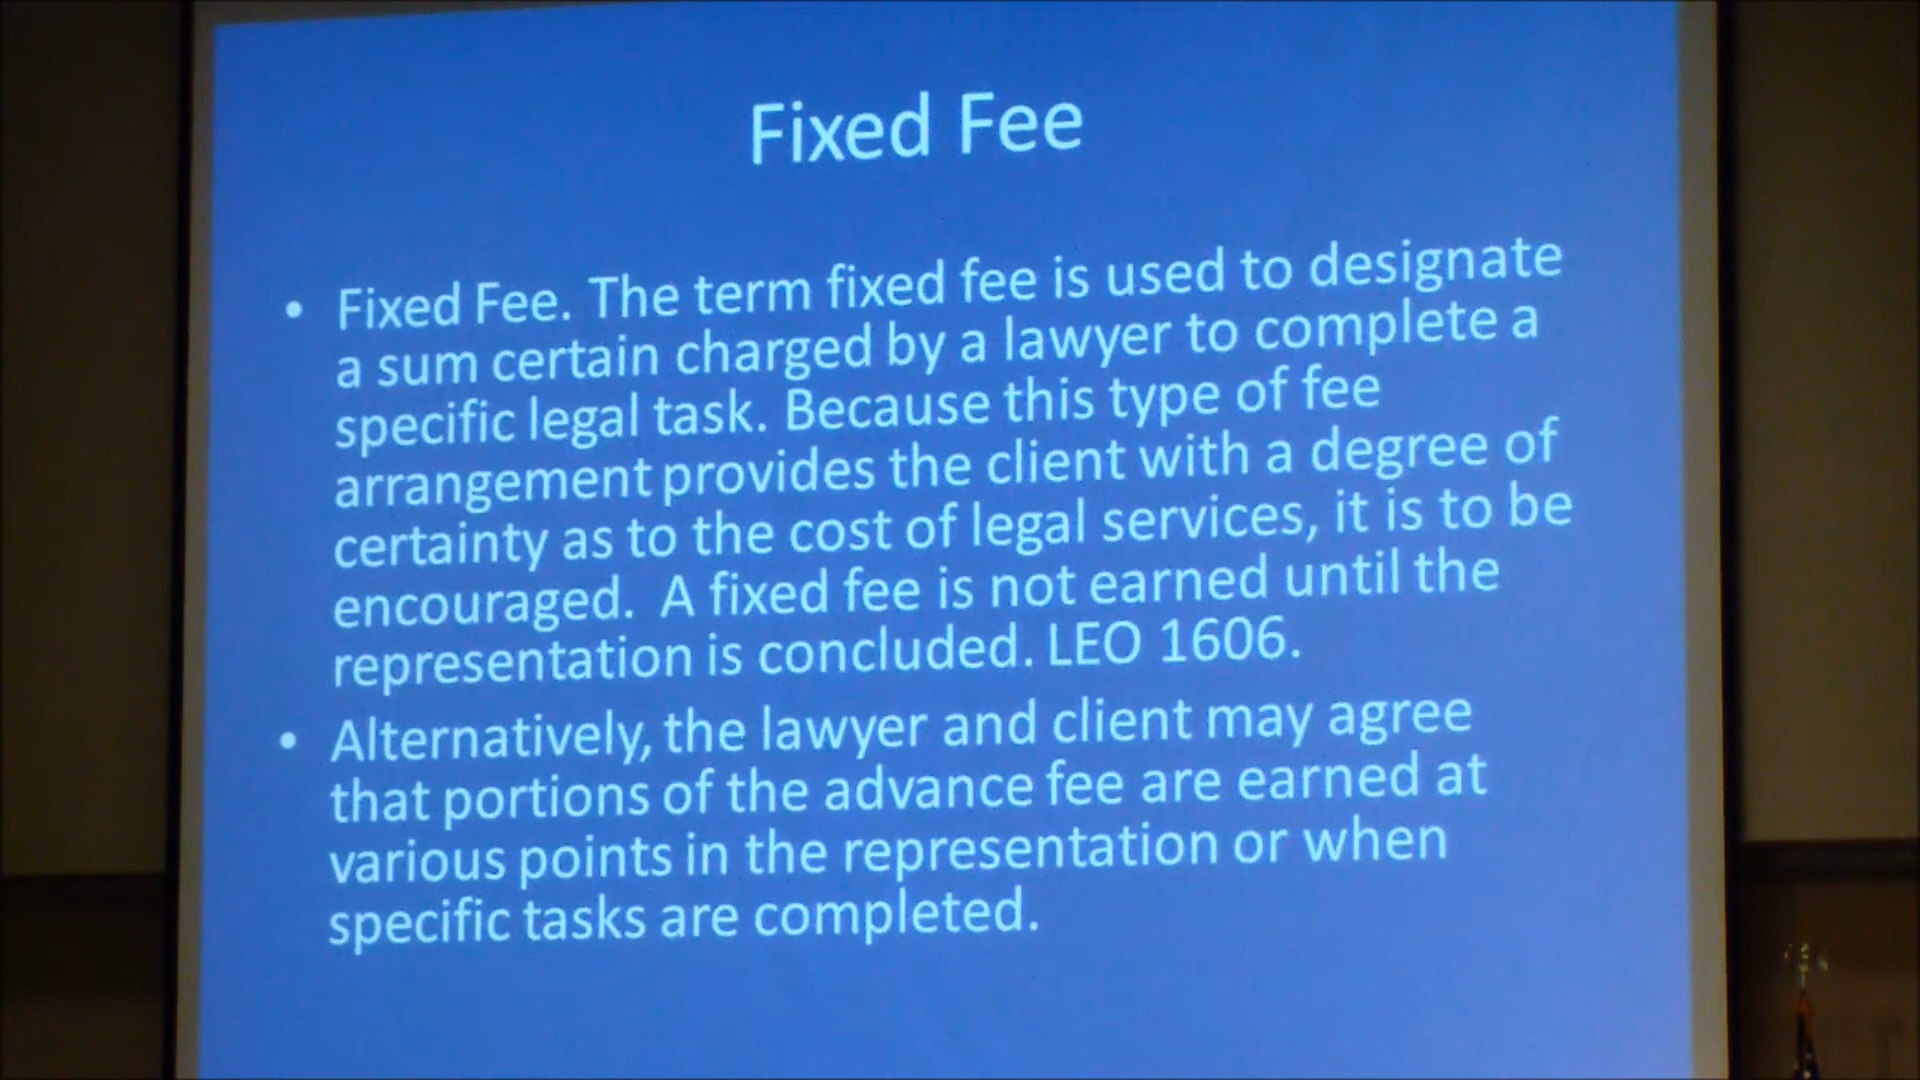 Fixed Fee
• Fixed Fee. The term fixed fee is used to designate
a sum certain charged by a lawyer to complete a
specific legal task. Because this type of fee
arrangement provides the client with a degree of
certainty as to the cost of legal services, it is to be
encouraged. A fixed fee is not earned until the
representation is concluded. LEO 1606.
• Alternatively, the lawyer and client may agree
that portions of the advance fee are earned at
various points in the representation or when
specific tasks are completed.